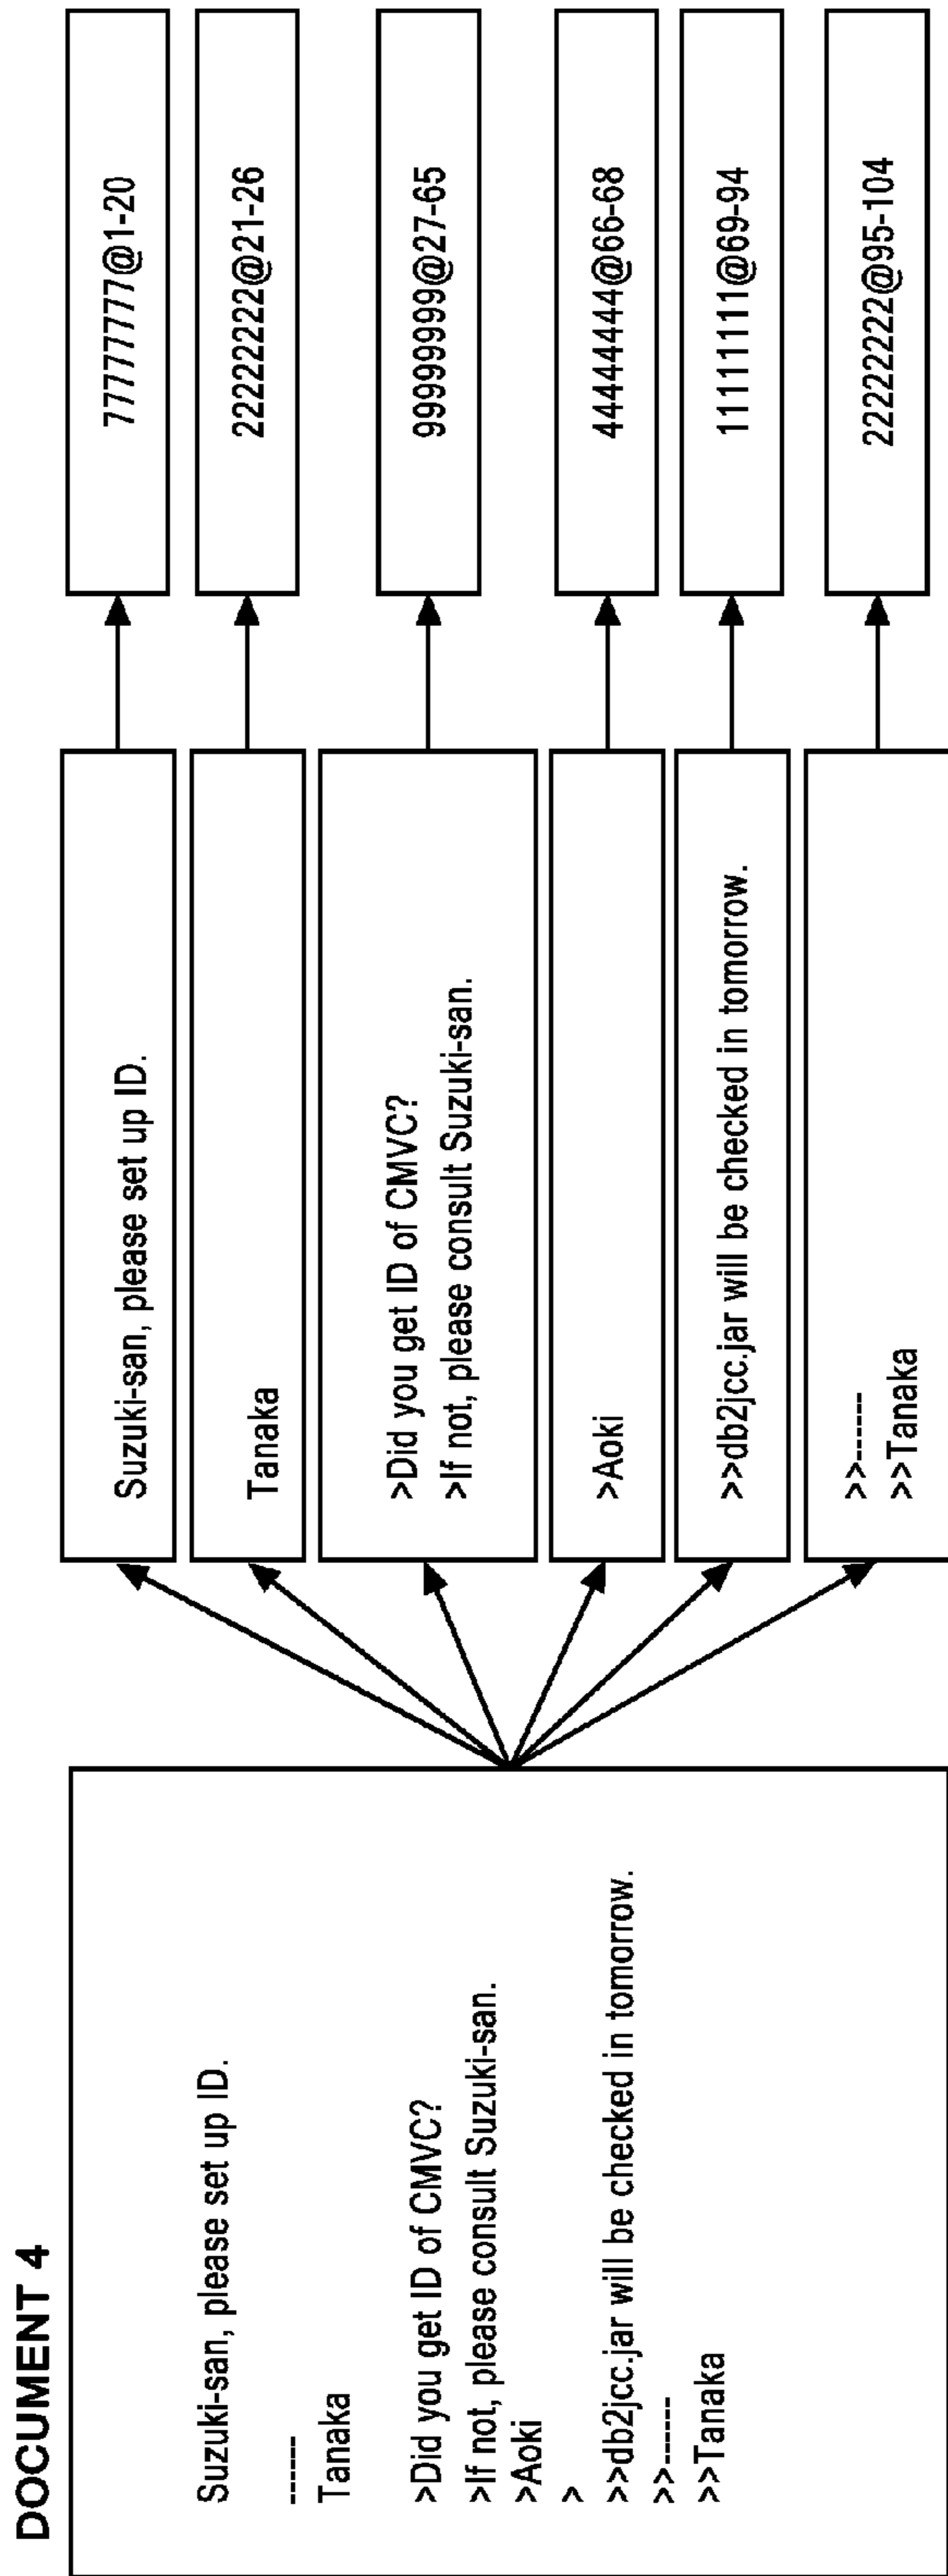 DOCUMENT 4
Suzuki-san, please set up ID.
------
Tanaka
>Did you get ID of CMVC?
>If not, please consult Suzuki-san.
>Aoki
>
>>db2jcc.jar will be checked in tomorrow.
>>------
>>Tanaka
Suzuki-san, please set up ID.
Tanaka
>Did you get ID of CMVC?
>If not, please consult Suzuki-san.
>Aoki
>>db2jcc.jar will be checked in tomorrow.
>>------
>>Tanaka
77777777@1-20
22222222@21-26
99999999@27-65
44444444@66-68
11111111@69-94
22222222@95-104